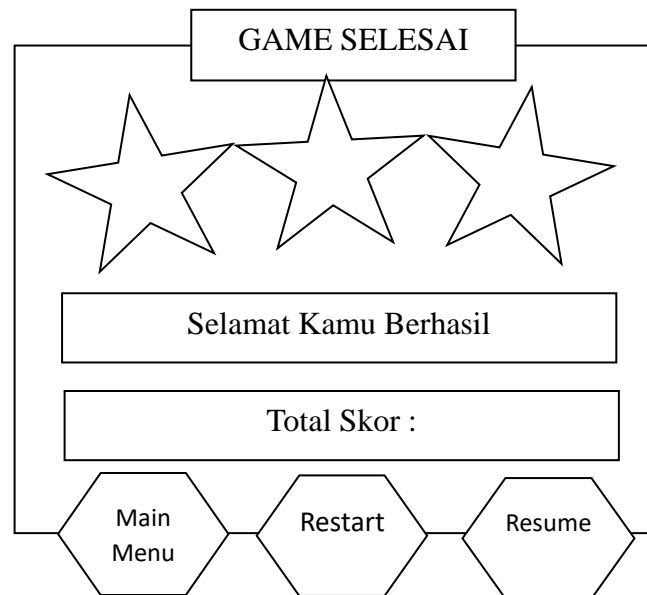 GAME SELESAI
Selamat Kamu Berhasil
Total Skor :
Main
Menu
Restart
Resume